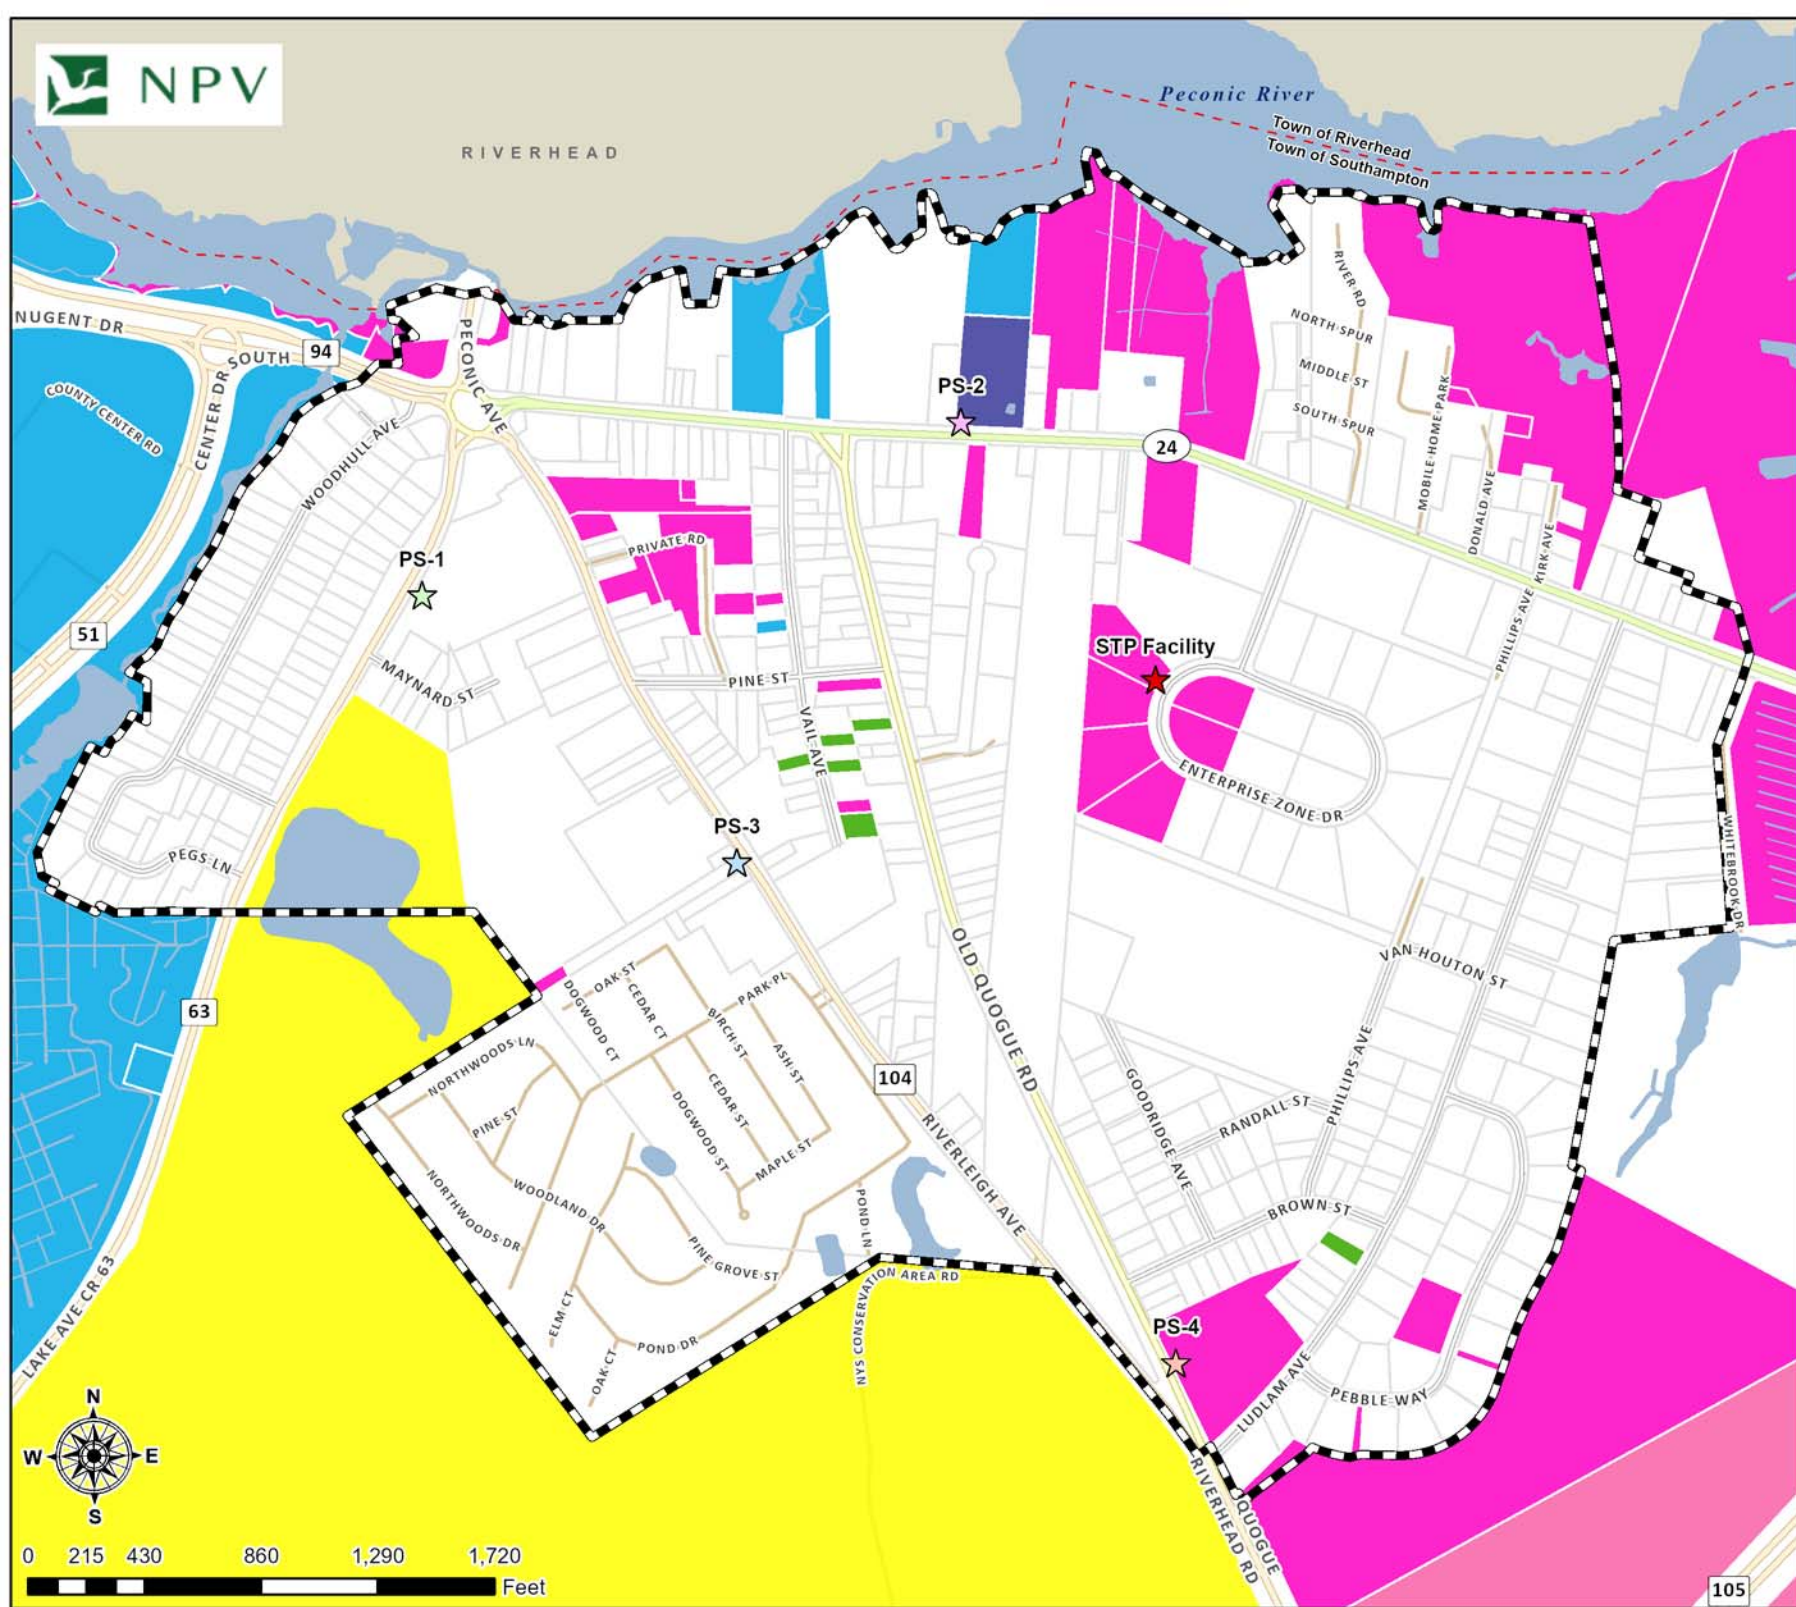 NPV
Peconic River
RIVERHEAD
Town of Riverhead
Town of Southampton
NUGENT DR
SOUTH
94
COUNTY CENTER RD
CENTER DR
PECONIC AVE
WOODHULL AVE
PS-2
24
RIVER RD
NORTH SPUR
MIDDLE ST
SOUTH SPUR
MOBILE HOME PARK
DONALD AVE
KIRK AVE
PHILLIPS AVE
PRIVATE RD
PS-1
51
MAYNARD ST
PINE ST
VAIL AVE
STP Facility
ENTERPRISE ZONE DR
WHITEBROOK DR
PEGS LN
PS-3
63
OLD QUOGUE RD
VAN HOUTON ST
OAK ST
DOGWOOD CT
CEDAR CT
PARK PL
BIRCH ST
ASH ST
NORTHWOODS LN
PINE ST
CEDAR ST
DOGWOOD ST
MAPLE ST
104
RIVERLEIGH AVE
GOODRIDGE AVE
RANDALL ST
PHILLIPS AVE
BROWN ST
NORTHWOODS DR
WOODLAND DR
PINE GROVE ST
POND LN
NYS CONSERVATION AREA RD
ELM CT
OAK CT
POND DR
LAKE AVE CR 63
PS-4
LUDLAM AVE
PEBBLE WAY
RIVERHEAD RD
QUOGUE
105
N
W E
S
0 215 430 860 1,290 1,720
Feet